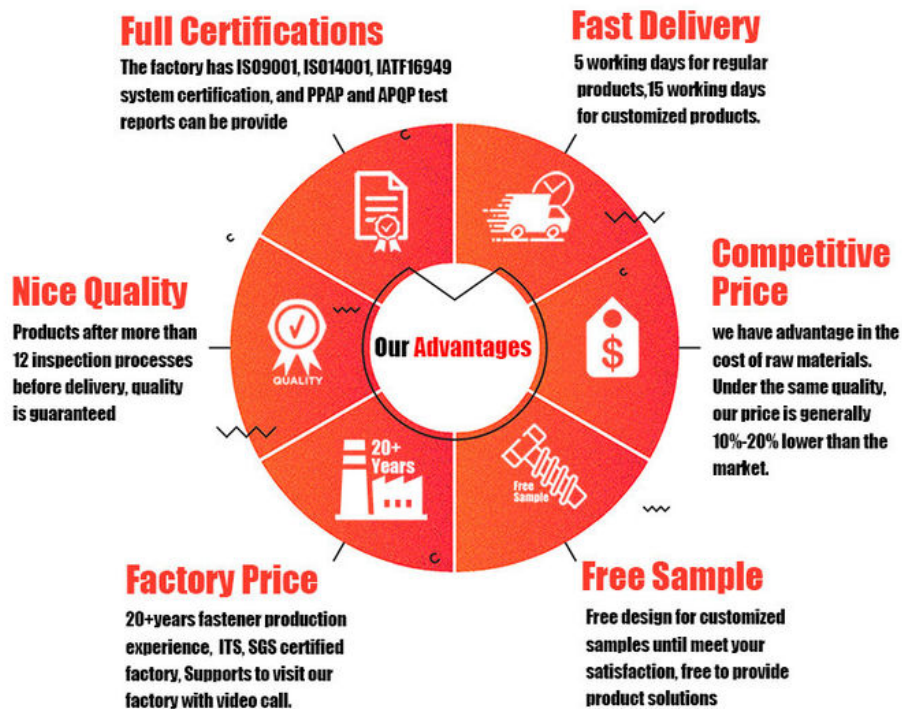 Full Certifications
The factory has ISO9001, ISO14001, IATF16949
system certification, and PPAP and APQP test
reports can be provide
Fast Delivery
5 working days for regular
products,15 working days
for customized products.
Nice Quality
Products after more than
12 inspection processes
before delivery, quality
is guaranteed
QUALITY
Our Advantages
Competitive
Price
we have advantage in the
cost of raw materials.
Under the same quality,
our price is generally
10%-20% lower than the
market.
$
20+
Years
Free
Sample
Factory Price
20+years fastener production
experience, ITS, SGS certified
factory, Supports to visit our
factory with video call.
Free Sample
Free design for customized
samples until meet your
satisfaction, free to provide
product solutions